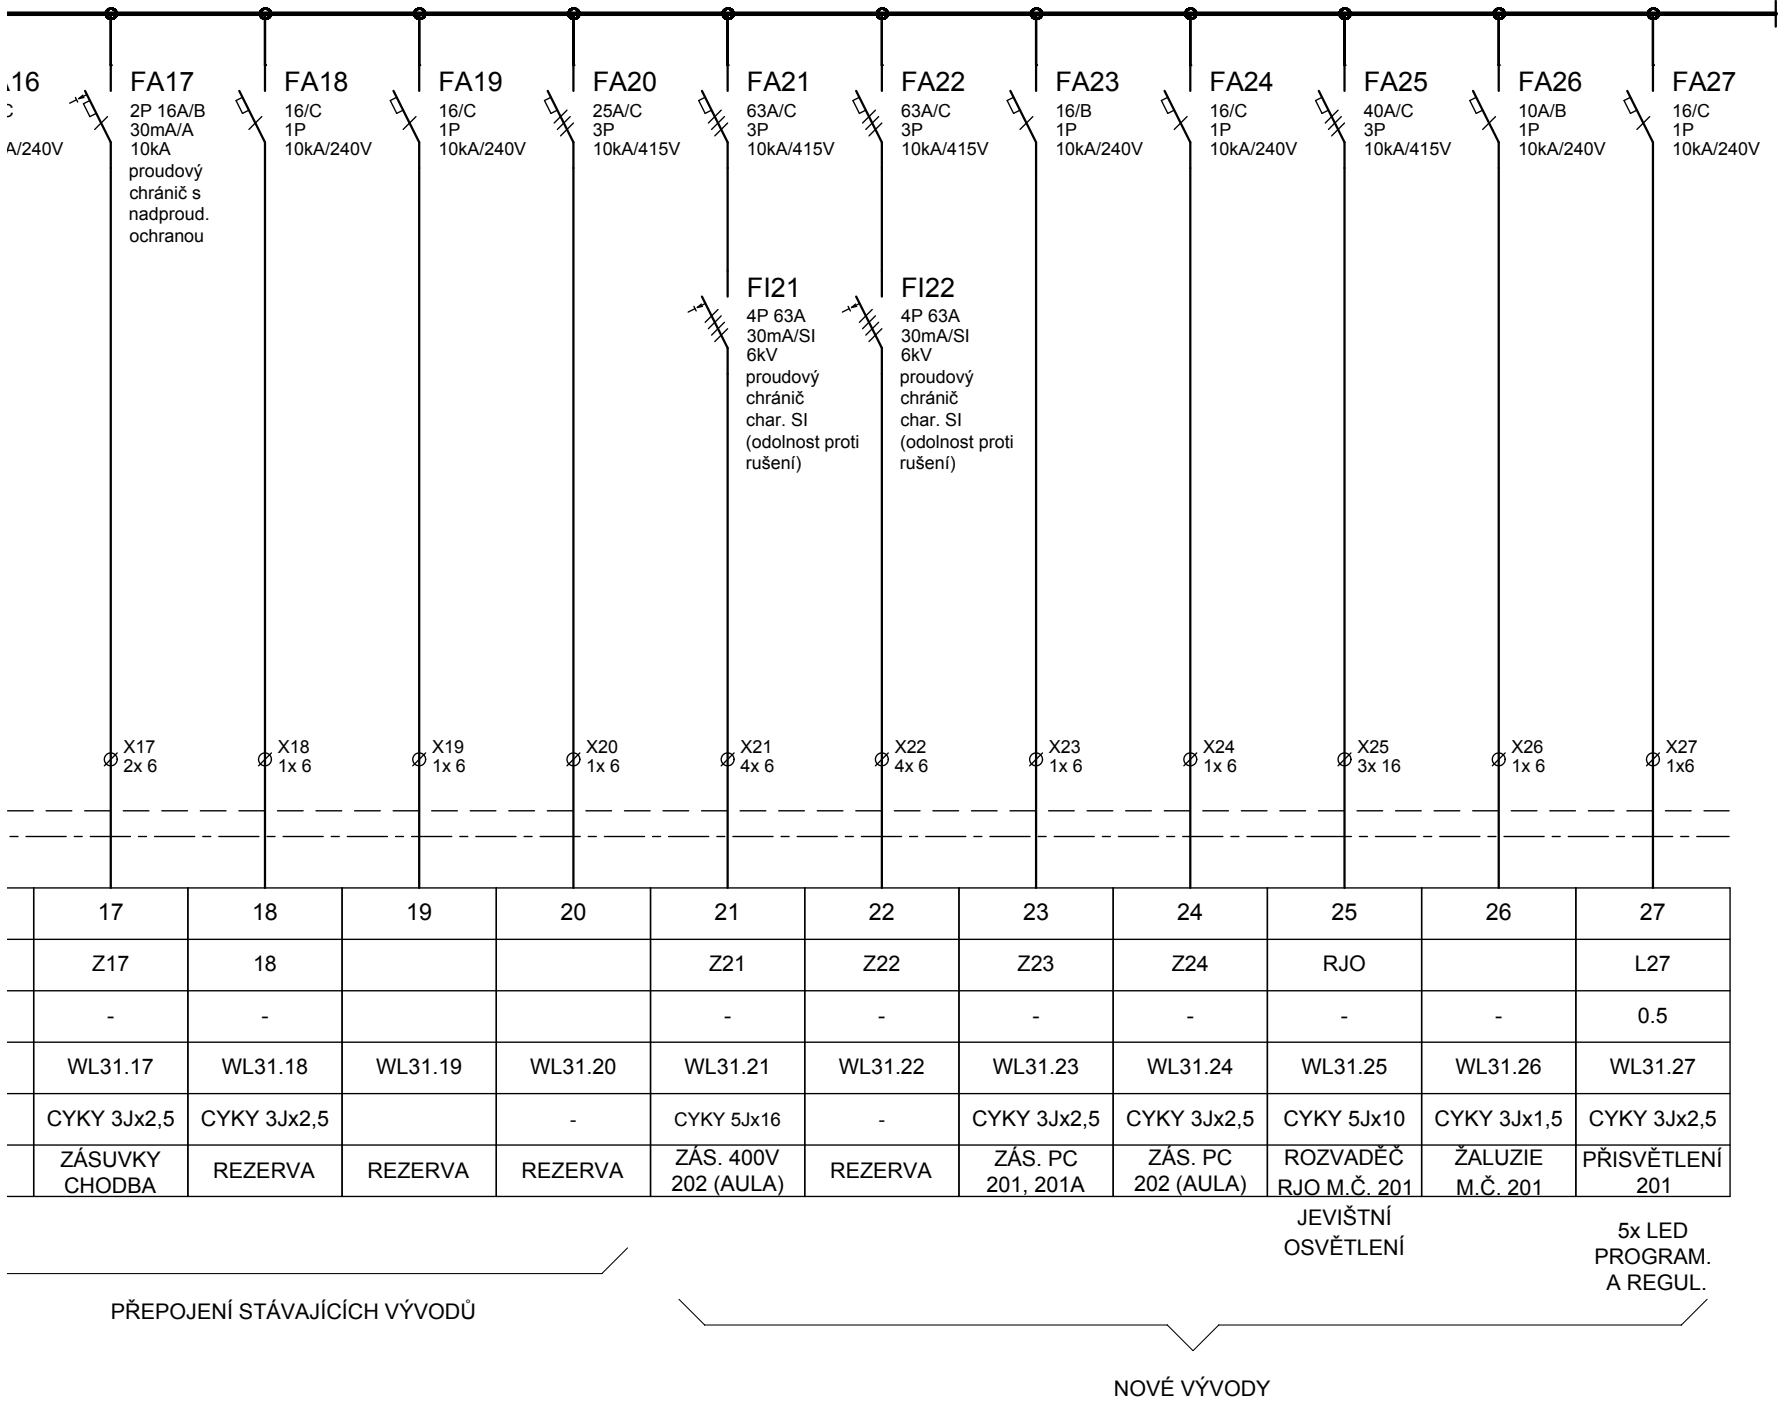 16
C
A/240V
FA17
2P 16A/B
30mA/A
10kA
proudový
chránič s
nadproud.
ochranou
FA18
16/C
1P
10kA/240V
FA19
16/C
1P
10kA/240V
FA20
25A/C
3P
10kA/415V
FA21
63A/C
3P
10kA/415V
FA22
63A/C
3P
10kA/415V
FA23
16/B
1P
10kA/240V
FA24
16/C
1P
10kA/240V
FA25
40A/C
3P
10kA/415V
FA26
10A/B
1P
10kA/240V
FA27
16/C
1P
10kA/240V
FI21
4P 63A
30mA/SI
6kV
proudový
chránič
char. SI
(odolnost proti
rušení)
FI22
4P 63A
30mA/SI
6kV
proudový
chránič
char. SI
(odolnost proti
rušení)
X17
2x 6
X18
1x 6
X19
1x 6
X20
1x 6
X21
4x 6
X22
4x 6
X23
1x 6
X24
1x 6
X25
3x 16
X26
1x 6
X27
1x6
17 18 19 20 21 22 23 24 25 26 27
Z17 18 Z21 Z22 Z23 Z24 RJO L27
- - - - - - - - 0.5
WL31.17 WL31.18 WL31.19 WL31.20 WL31.21 WL31.22 WL31.23 WL31.24 WL31.25 WL31.26 WL31.27
CYKY 3Jx2,5 CYKY 3Jx2,5 - CYKY 5Jx16 - CYKY 3Jx2,5 CYKY 3Jx2,5 CYKY 5Jx10 CYKY 3Jx1,5 CYKY 3Jx2,5
ZÁSUVKY
CHODBA
REZERVA
REZERVA
REZERVA
ZÁS. 400V
202 (AULA)
REZERVA
ZÁS. PC
201, 201A
ZÁS. PC
202 (AULA)
ROZVADĚČ
RJO M.Č. 201
JEVIŠTNÍ
OSVĚTLENÍ
ŽALUZIE
M.Č. 201
PŘISVĚTLENÍ
201
5x LED
PROGRAM.
A REGUL.
PŘEPOJENÍ STÁVAJÍCÍCH VÝVODŮ
NOVÉ VÝVODY